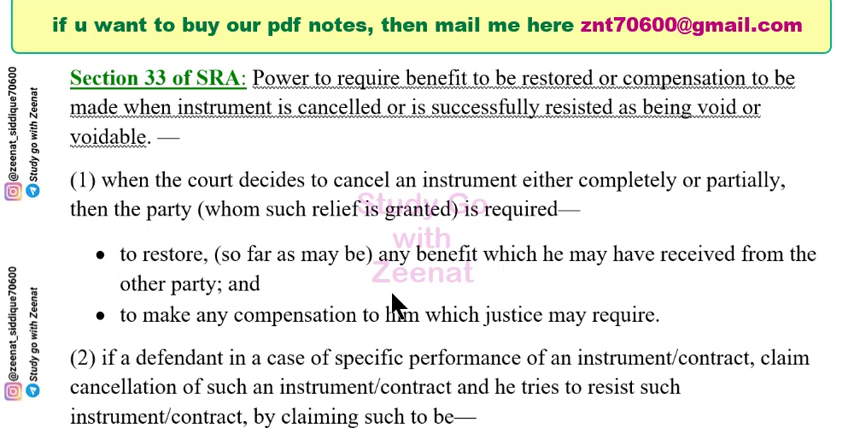 if u want to buy our pdf notes, then mail me here znt70600@gmail.com
Section 33 of SRA: Power to require benefit to be restored or compensation to be
made when instrument is cancelled or is successfully resisted as being void or
voidable. —
(1) when the court decides to cancel an instrument either completely or partially,
then the party (whom such relief is granted) is required—
• to restore, (so far as may be) any benefit which he may have received from the
other party; and
• to make any compensation to him which justice may require.
(2) if a defendant in a case of specific performance of an instrument/contract, claim
cancellation of such an instrument/contract and he tries to resist such
instrument/contract, by claiming such to be—
Study Go
with
Zeenat
@zeenat_siddique70600
Study go with Zeenat
@zeenat_siddique70600
Study go with Zeenat